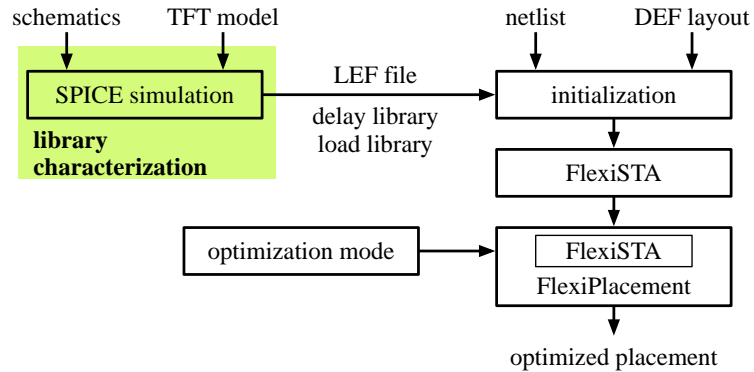 schematics
TFT model
netlist
DEF layout
SPICE simulation
LEF file
initialization
delay library
load library
library
characterization
FlexiSTA
optimization mode
FlexiSTA
FlexiPlacement
optimized placement